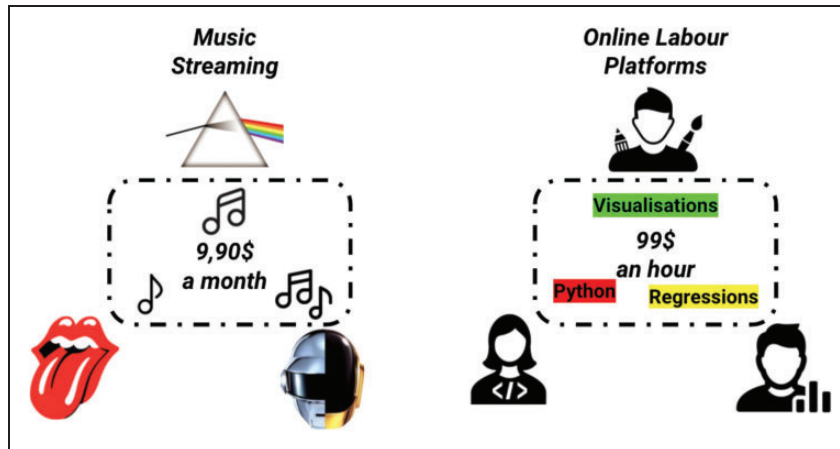 Music
Streaming
9,90$
a month
Online Labour
Platforms
Visualisations
99$
an hour
Python
Regressions
</>